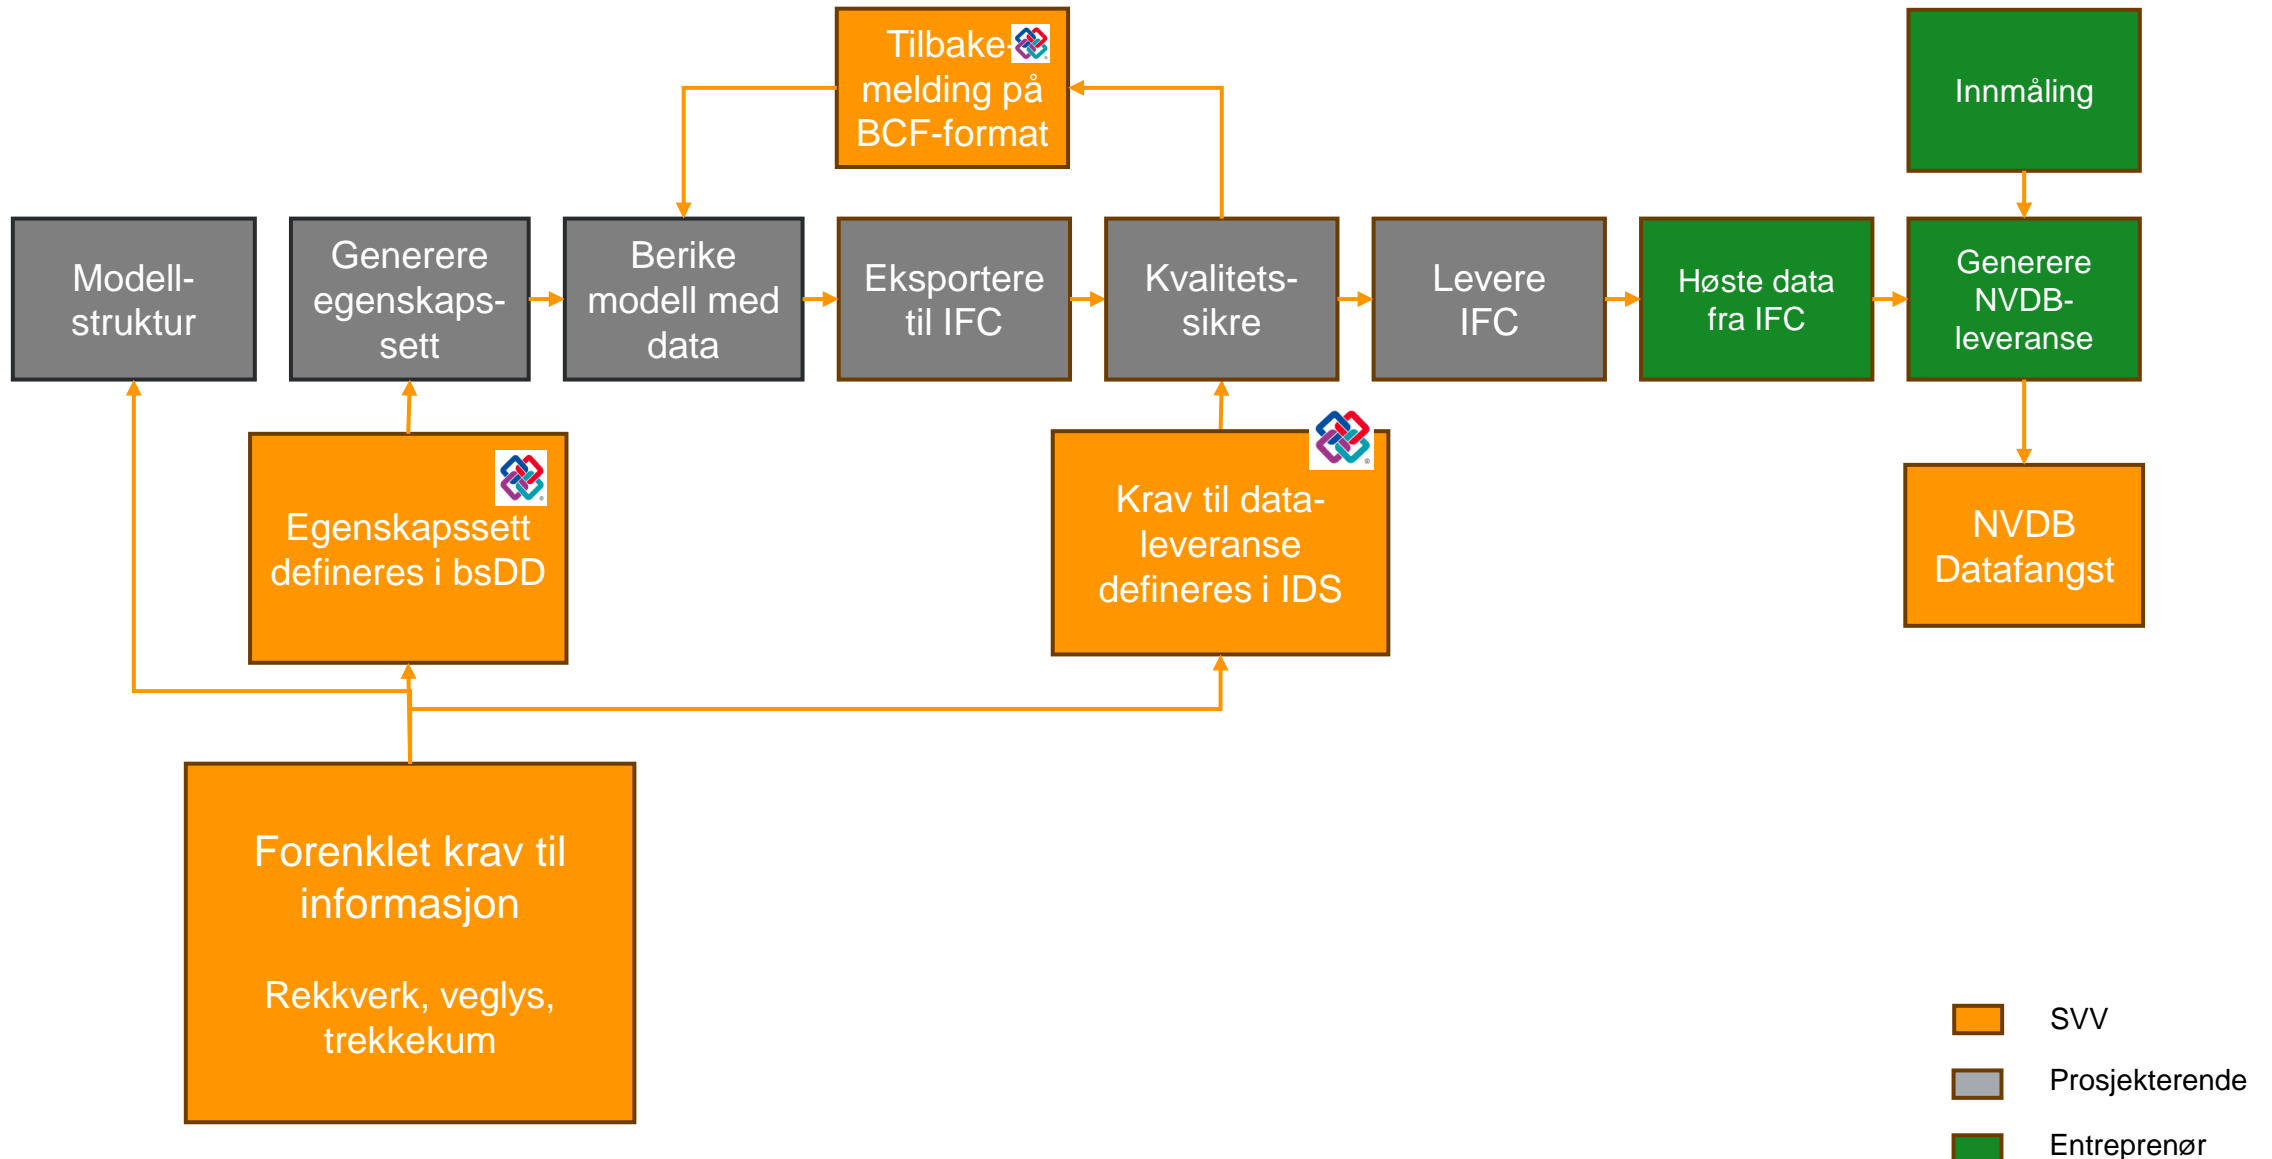 Tilbake-
melding på
BCF-format
Innmåling
Modell-
struktur
Generere
egenskaps-
sett
Berike
modell med
data
Eksportere
til IFC
Kvalitets-
sikre
Levere
IFC
Høste data
fra IFC
Generere
NVDB-
leveranse
Egenskapssett
defineres i bsDD
Krav til data-
leveranse
defineres i IDS
NVDB
Datafangst
Forenklet krav til
informasjon
Rekkverk, veglys,
trekkekum
SVV
Prosjekterende
Entreprenør